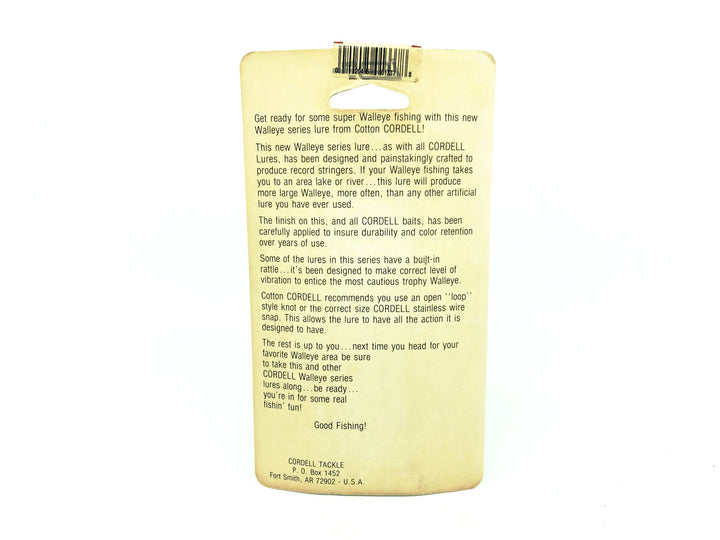 Get ready for some super Walleye fishing with this new
Walleye series lure from Cotton CORDELL!
This new Walleye series lure...as with all CORDELL
Lures, has been designed and painstakingly crafted to
produce record stringers. If your Walleye fishing takes
you to an area lake or river...this lure will produce
more large Walleye, more often, than any other artificial
lure you have ever used.
The finish on this, and all CORDELL baits, has been
carefully applied to insure durability and color retention
over years of use.
Some of the lures in this series have a built-in
rattle...it's been designed to make correct level of
vibration to entice the most cautious trophy Walleye.
Cotton CORDELL recommends you use an open ''loop''
style knot or the correct size CORDELL stainless wire
snap. This allows the lure to have all the action it is
designed to have.
The rest is up to you...next time you head for your
favorite Walleye area be sure
to take this and other
CORDELL Walleye series
lures along...be ready...
you're in for some real
fishin' fun!
Good Fishing!
CORDELL TACKLE
P. O. Box 1452
Fort Smith, AR 72902 - U.S.A.